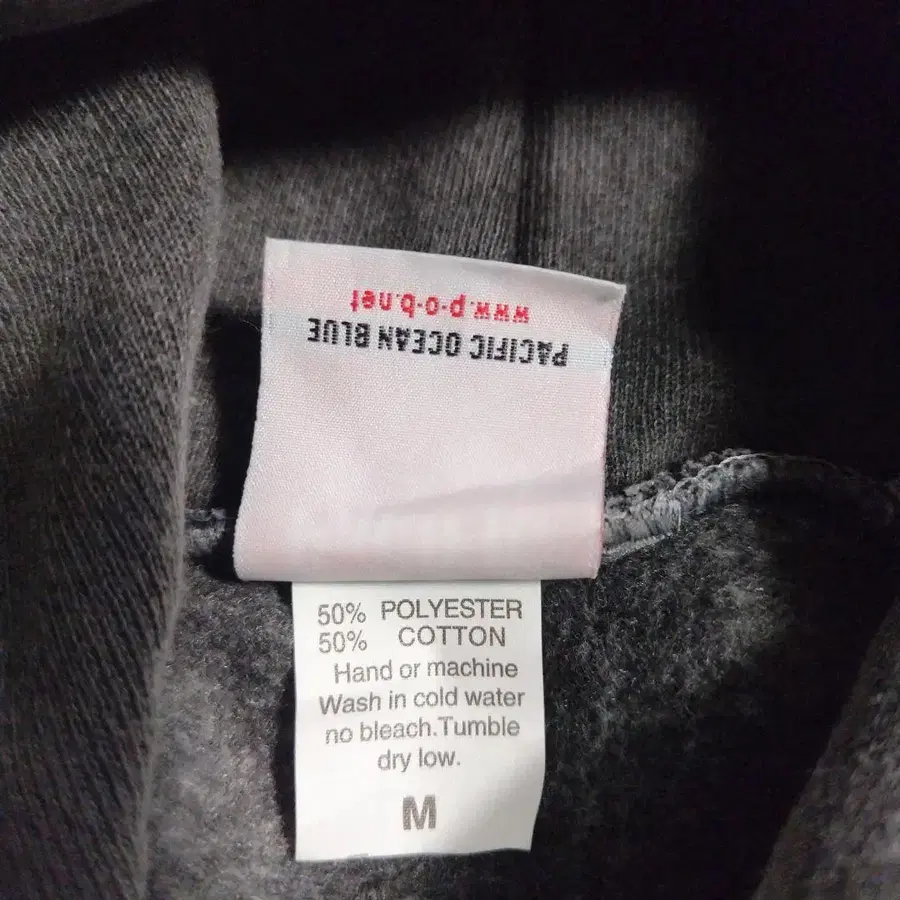 PACIFIC OCEAN BLUE
www.p-o-b.net
50% POLYESTER
50% COTTON
Hand or machine
Wash in cold water
no bleach.Tumble
dry low.
M